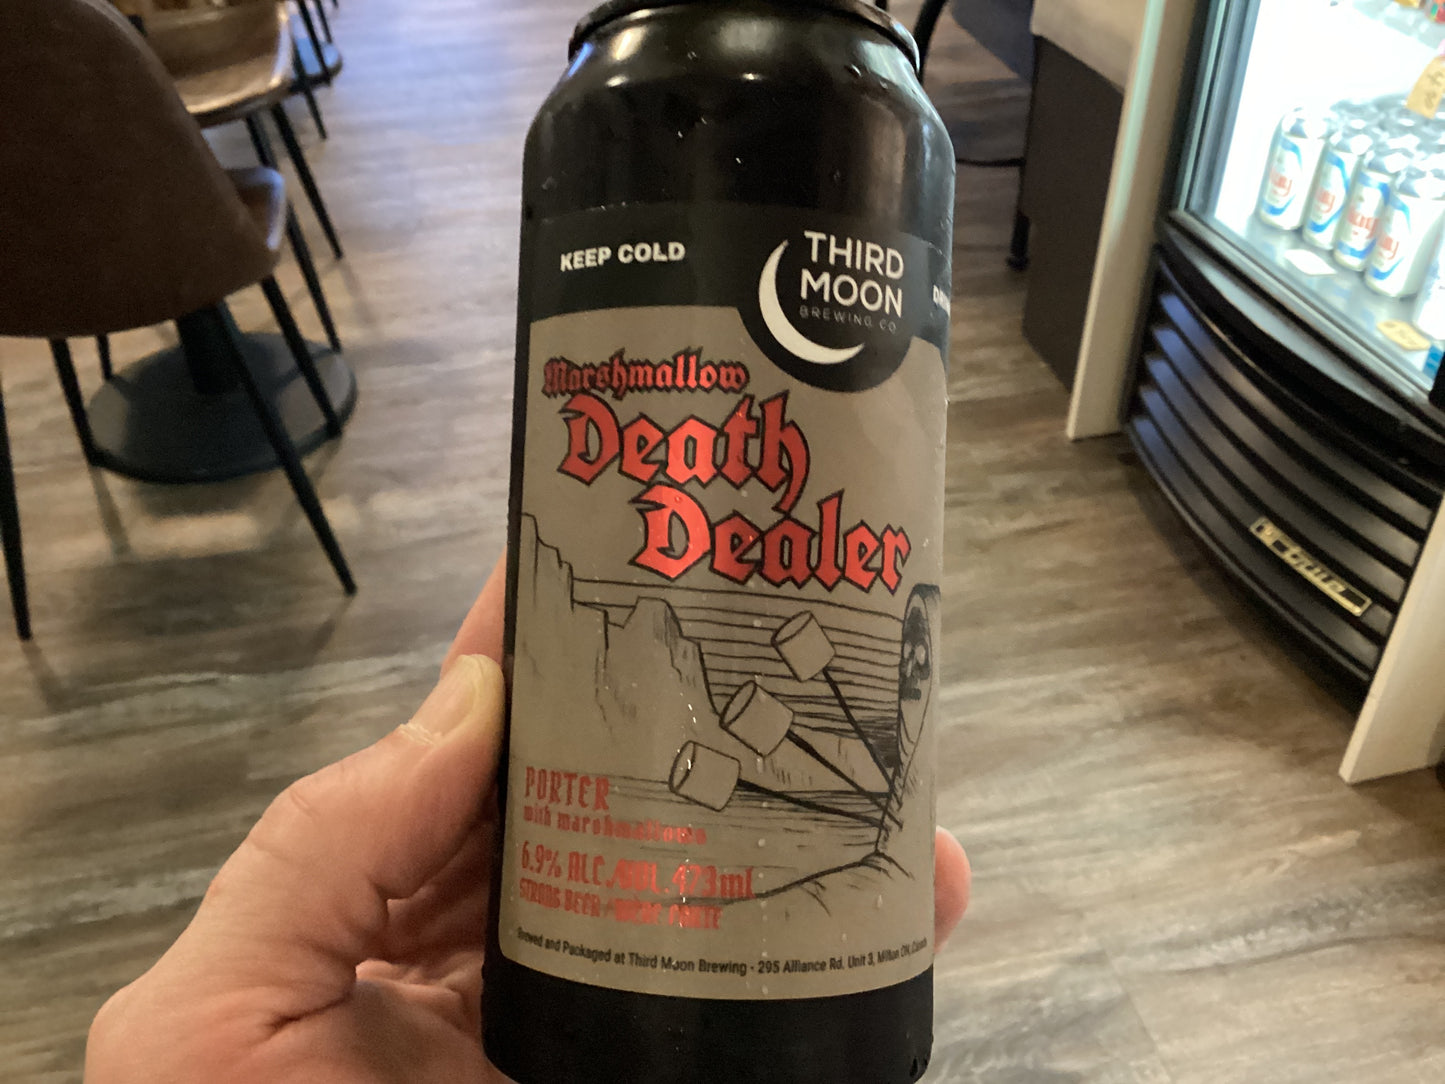 KEEP COLD
THIRD
MOON
BREWING CO
Marshmallow
Death
Dealer
PORTER
with marshmallows
6.9% ALC./VOL. 473ml
STRONG BEER / BIÈRE FORTE
Brewed and Packaged at Third Moon Brewing - 295 Alliance Rd. Unit 3, Milton ON, Canada